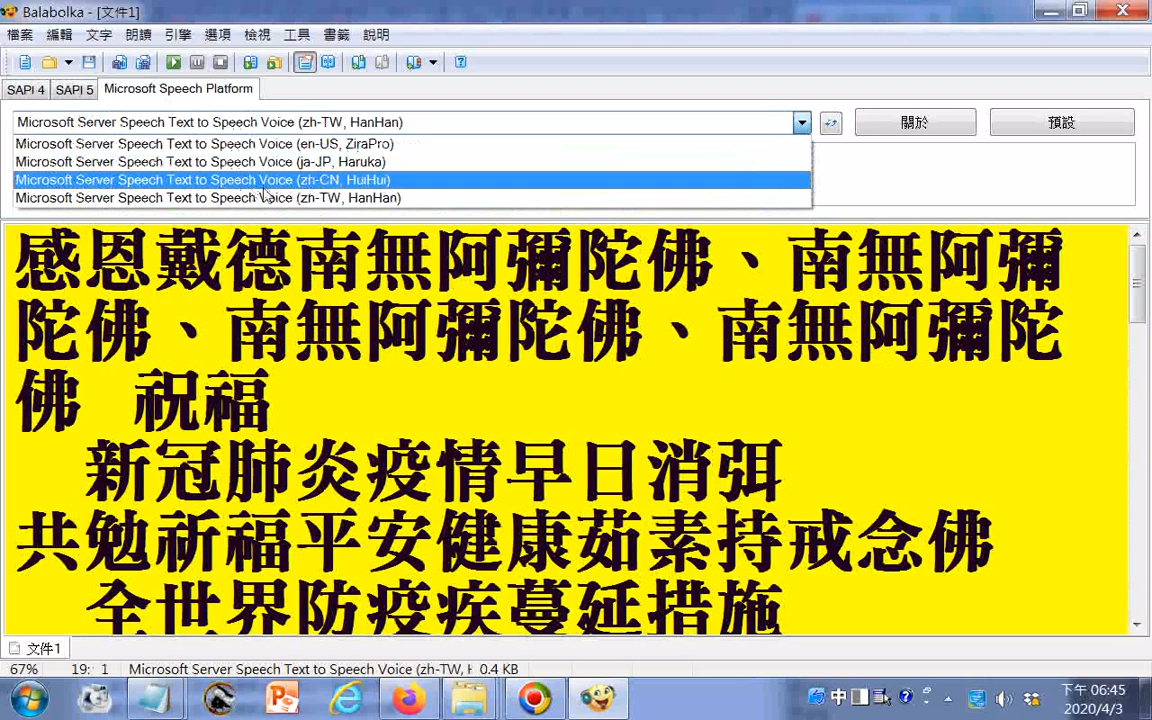 Balabolka - [文件1]
檔案 編輯 文字 朗讀 引擎 選項 檢視 工具 書籤 說明
SAPI 4 SAPI 5 Microsoft Speech Platform
Microsoft Server Speech Text to Speech Voice (zh-TW, HanHan)
關於 預設
Microsoft Server Speech Text to Speech Voice (en-US, ZiraPro)
Microsoft Server Speech Text to Speech Voice (ja-JP, Haruka)
Microsoft Server Speech Text to Speech Voice (zh-CN, HuiHui)
Microsoft Server Speech Text to Speech Voice (zh-TW, HanHan)
感恩戴德南無阿彌陀佛、南無阿彌
陀佛、南無阿彌陀佛、南無阿彌陀
佛 祝福
新冠肺炎疫情早日消弭
共勉祈福平安健康茹素持戒念佛
全世界防疫疾蔓延措施
文件1
67% 19: 1 Microsoft Server Speech Text to Speech Voice (zh-TW, 0.4 KB
中
下午 06:45
2020/4/3